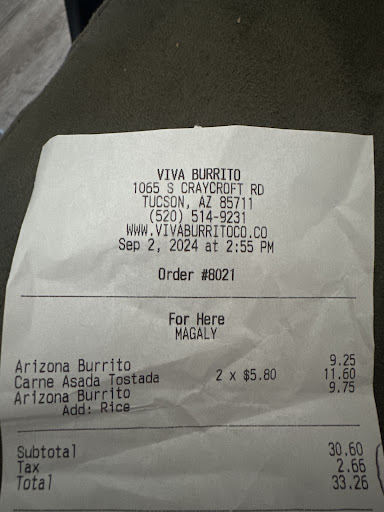 VIVA BURRITO
1065 S CRAYCROFT RD
TUCSON, AZ 85711
(520) 514-9231
WWW.VIVABURRITOCO.CO
Sep 2, 2024 at 2:55 PM
Order #8021
For Here
MAGALY
Arizona Burrito 9.25
Carne Asada Tostada 2 x $5.80 11.60
Arizona Burrito 9.75
Add: Rice
Subtotal 30.60
Tax 2.66
Total 33.26